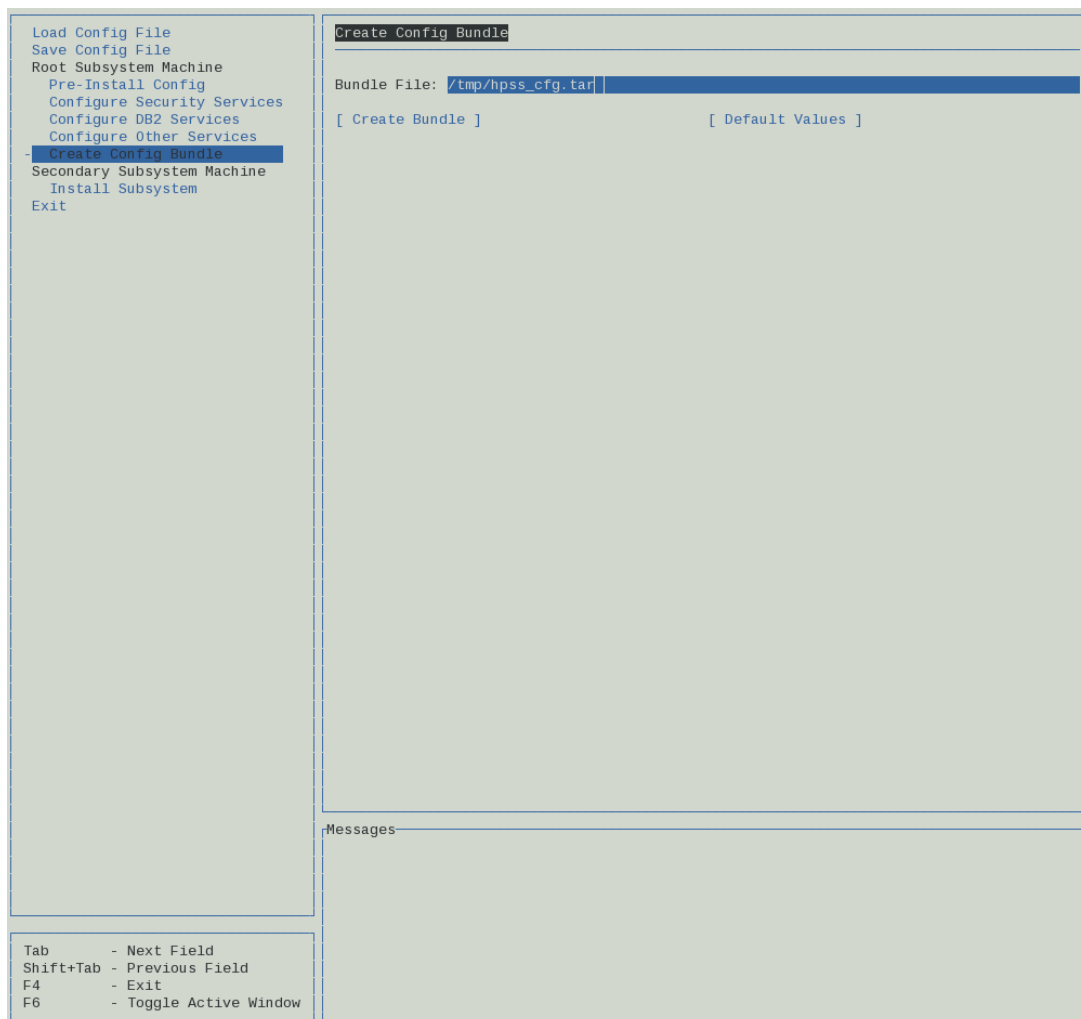 Load Config File
Save Config File
Root Subsystem Machine
Pre-Install Config
Configure Security Services
Configure DB2 Services
Configure Other Services
- Create Config Bundle
Secondary Subsystem Machine
Install Subsystem
Exit
Create Config Bundle
Bundle File: /tmp/hpss_cfg.tar
[ Create Bundle ] [ Default Values ]
Messages
Tab - Next Field
Shift+Tab - Previous Field
F4 - Exit
F6 - Toggle Active Window